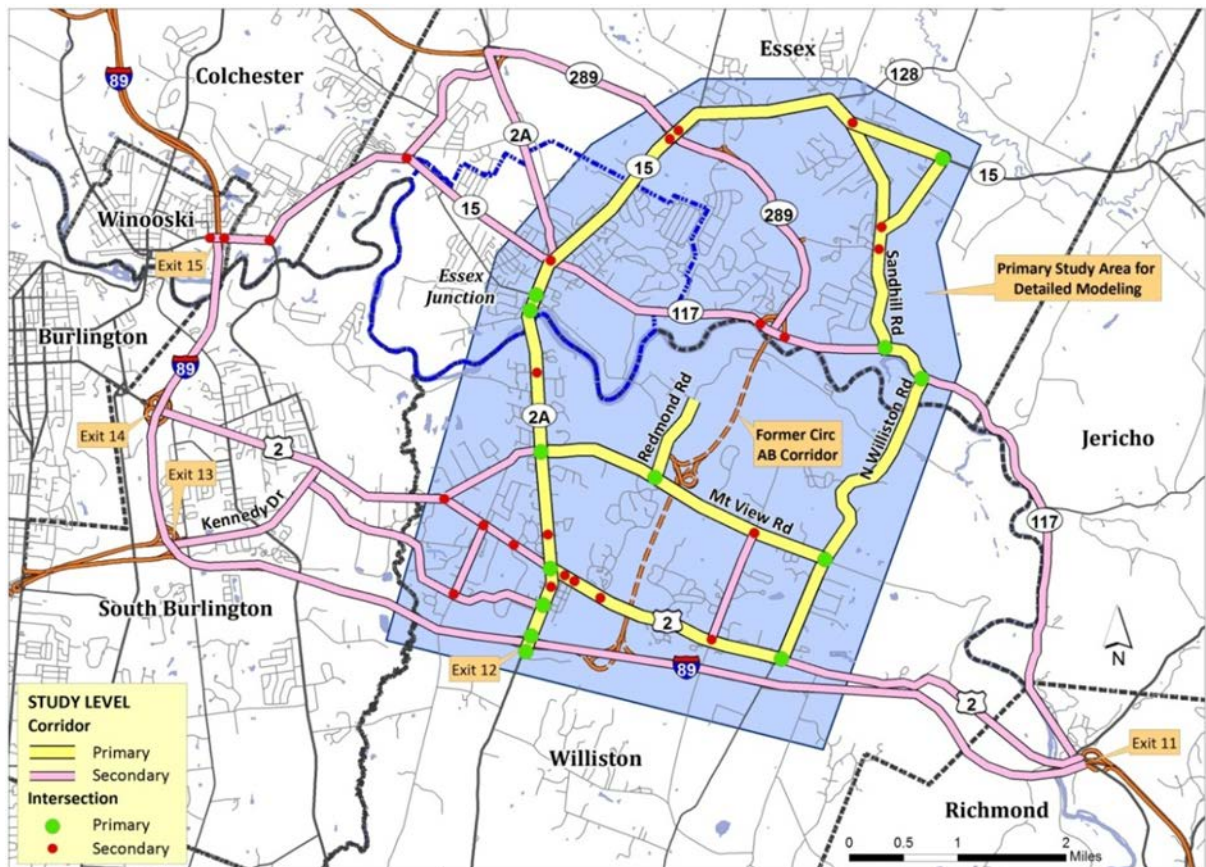 Essex
128
289
89
Colchester
2A
15
15
15
289
Winooski
Exit 15
Essex
Junction
Sandhill Rd
Primary Study Area for
Detailed Modeling
117
Burlington
89
2A
Redmond Rd
Former Circ
AB Corridor
N Williston Rd
Jericho
Exit 14
2
Exit 13
Kennedy Dr
Mt View Rd
117
South Burlington
2
N
Exit 12
89
2
Exit 11
Williston
Richmond
STUDY LEVEL
Corridor
Primary
Secondary
Intersection
Primary
Secondary
0 0.5 1 2
Miles